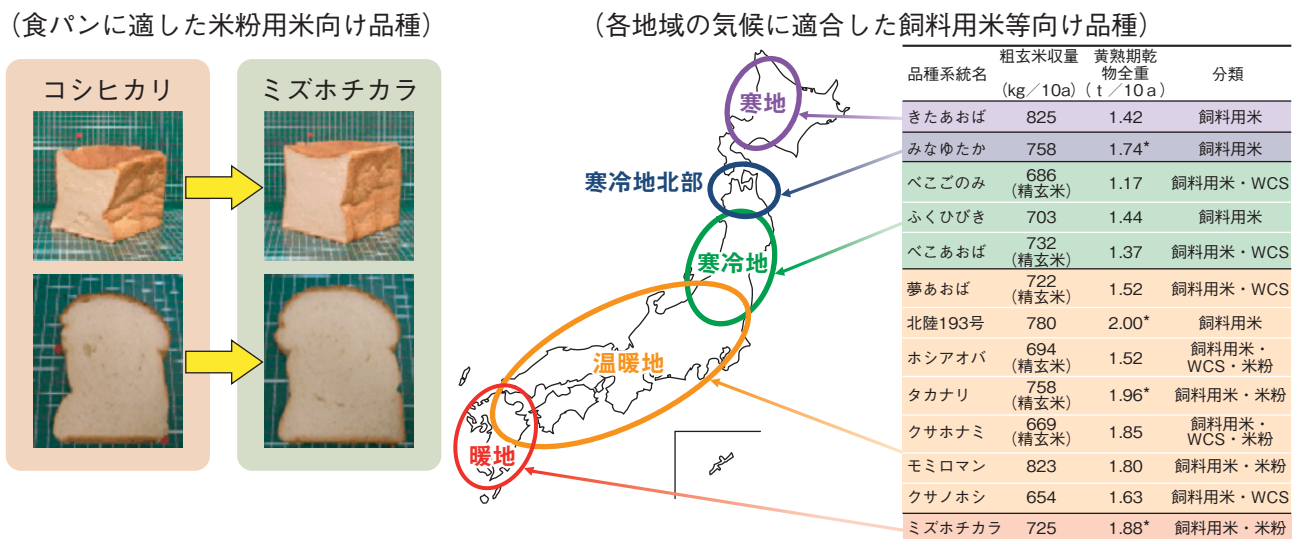 （食パンに適した米粉用米向け品種）
コシヒカリ
ミズホチカラ
（各地域の気候に適合した飼料用米等向け品種）
寒地
寒冷地北部
寒冷地
温暖地
暖地
品種系統名 粗玄米収量（kg／10a） 黄熟期乾物全重（ｔ／10ａ） 分類
きたあおば 825 1.42 飼料用米
みなゆたか 758 1.74* 飼料用米
べこごのみ 686（精玄米） 1.17 飼料用米・WCS
ふくひびき 703 1.44 飼料用米
べこあおば 732（精玄米） 1.37 飼料用米・WCS
夢あおば 722（精玄米） 1.52 飼料用米・WCS
北陸193号 780 2.00* 飼料用米
ホシアオバ 694（精玄米） 1.52 飼料用米・WCS・米粉
タカナリ 758（精玄米） 1.96* 飼料用米・米粉
クサホナミ 669（精玄米） 1.85 飼料用米・WCS・米粉
モミロマン 823 1.80 飼料用米・米粉
クサノホシ 654 1.63 飼料用米・WCS
ミズホチカラ 725 1.88* 飼料用米・米粉